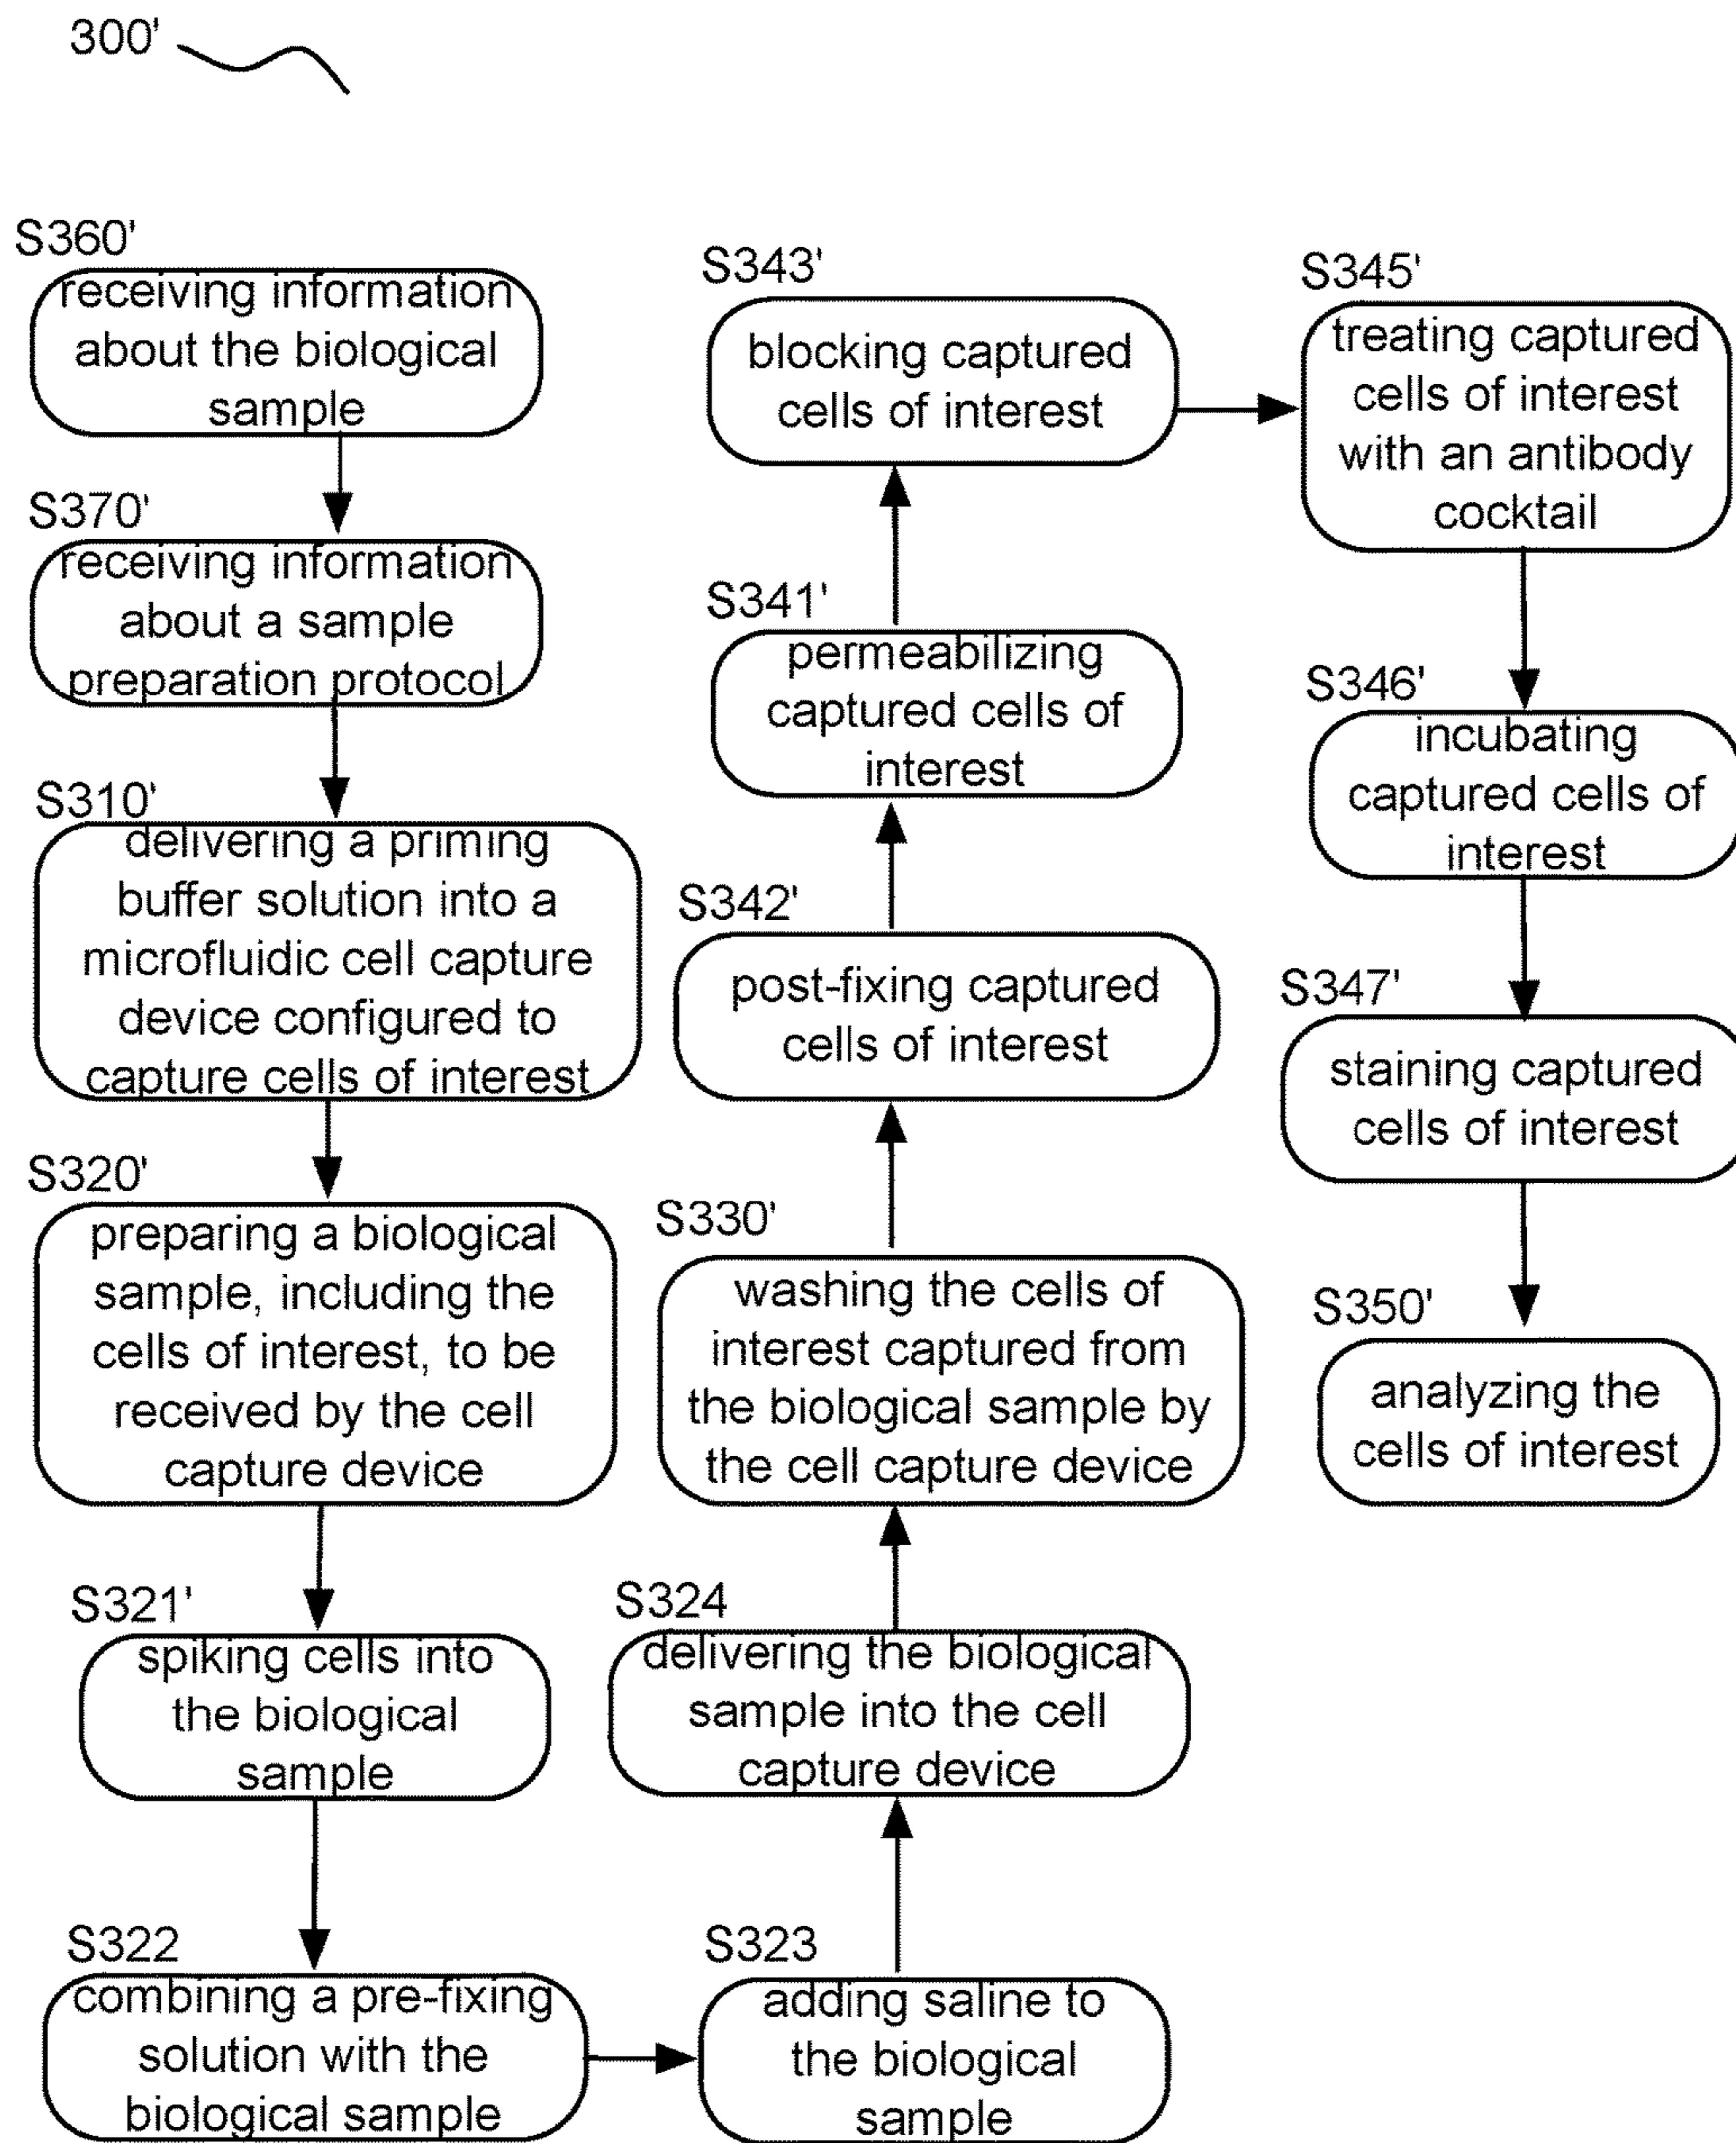 300'
S360'
receiving information
about the biological
sample
S370'
receiving information
about a sample
preparation protocol
S310'
delivering a priming
buffer solution into a
microfluidic cell capture
device configured to
capture cells of interest
S320'
preparing a biological
sample, including the
cells of interest, to be
received by the cell
capture device
S321'
spiking cells into
the biological
sample
S322
combining a pre-fixing
solution with the
biological sample
S323
adding saline to
the biological
sample
S324
delivering the biological
sample into the cell
capture device
S330'
washing the cells of
interest captured from
the biological sample by
the cell capture device
S342'
post-fixing captured
cells of interest
S341'
permeabilizing
captured cells of
interest
S343'
blocking captured
cells of interest
S345'
treating captured
cells of interest
with an antibody
cocktail
S346'
incubating
captured cells of
interest
S347'
staining captured
cells of interest
S350'
analyzing the
cells of interest